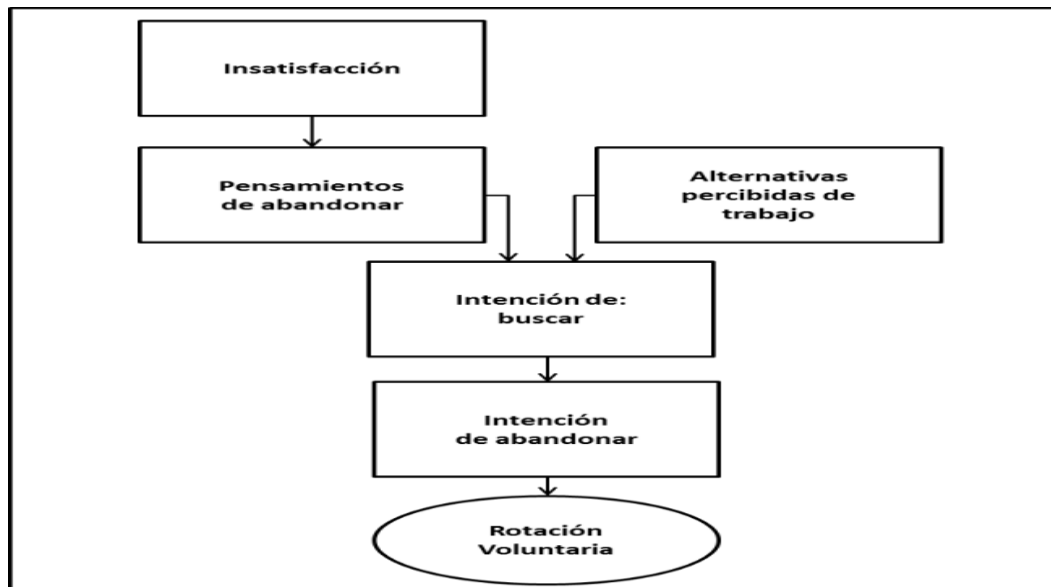 Insatisfacción
Pensamientos
de abandonar
Alternativas
percibidas de
trabajo
Intención de:
buscar
Intención
de abandonar
Rotación
Voluntaria